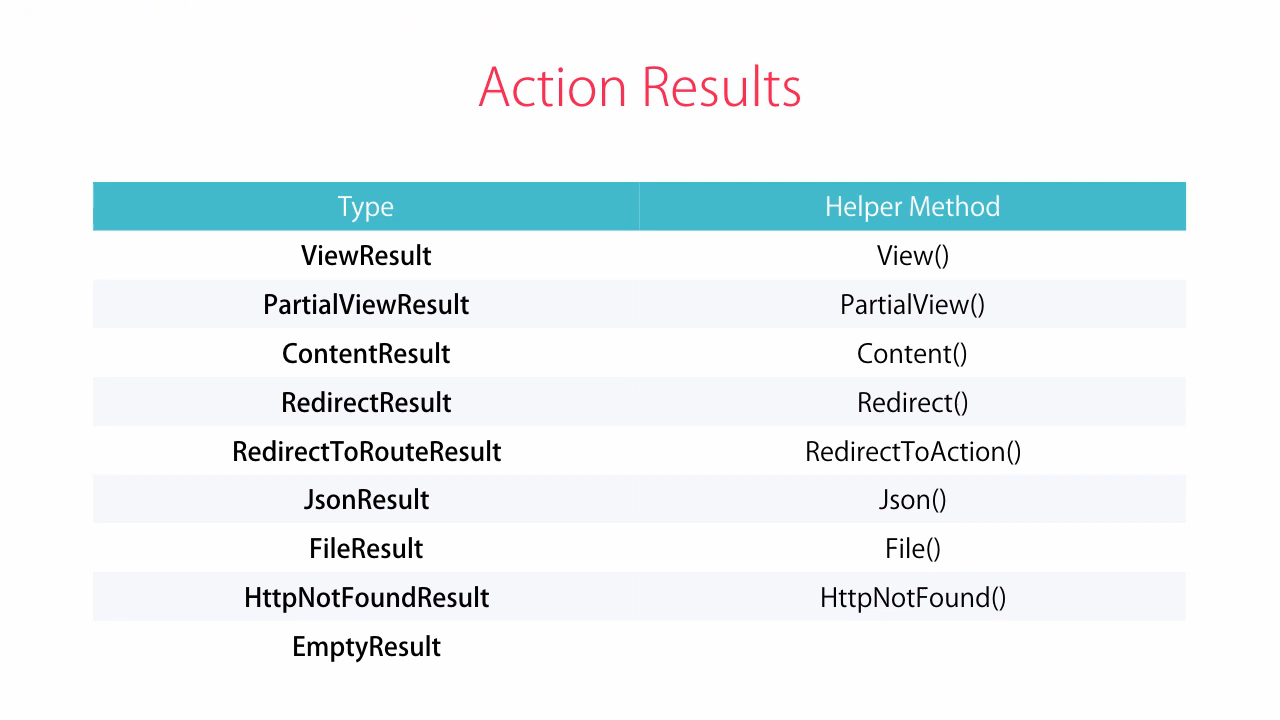 Action Results
Type Helper Method
ViewResult View()
PartialViewResult PartialView()
ContentResult Content()
RedirectResult Redirect()
RedirectToRouteResult RedirectToAction()
JsonResult Json()
FileResult File()
HttpNotFoundResult HttpNotFound()
EmptyResult